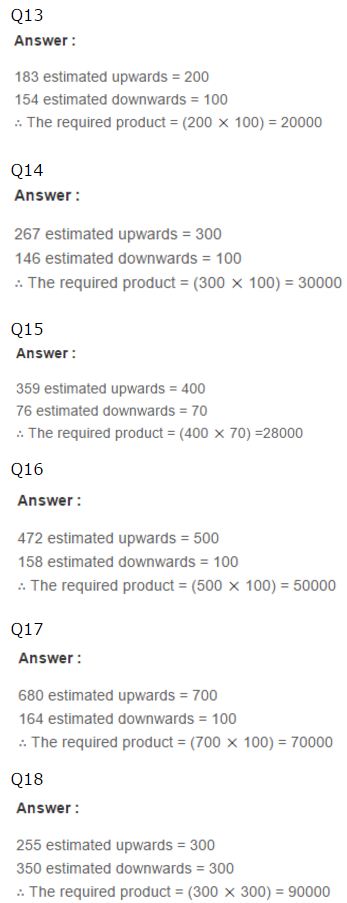 Q13
Answer :
183 estimated upwards = 200
154 estimated downwards = 100
∴ The required product = (200 × 100) = 20000
Q14
Answer :
267 estimated upwards = 300
146 estimated downwards = 100
∴ The required product = (300 × 100) = 30000
Q15
Answer :
359 estimated upwards = 400
76 estimated downwards = 70
∴ The required product = (400 × 70) =28000
Q16
Answer :
472 estimated upwards = 500
158 estimated downwards = 100
∴ The required product = (500 × 100) = 50000
Q17
Answer :
680 estimated upwards = 700
164 estimated downwards = 100
∴ The required product = (700 × 100) = 70000
Q18
Answer :
255 estimated upwards = 300
350 estimated downwards = 300
∴ The required product = (300 × 300) = 90000